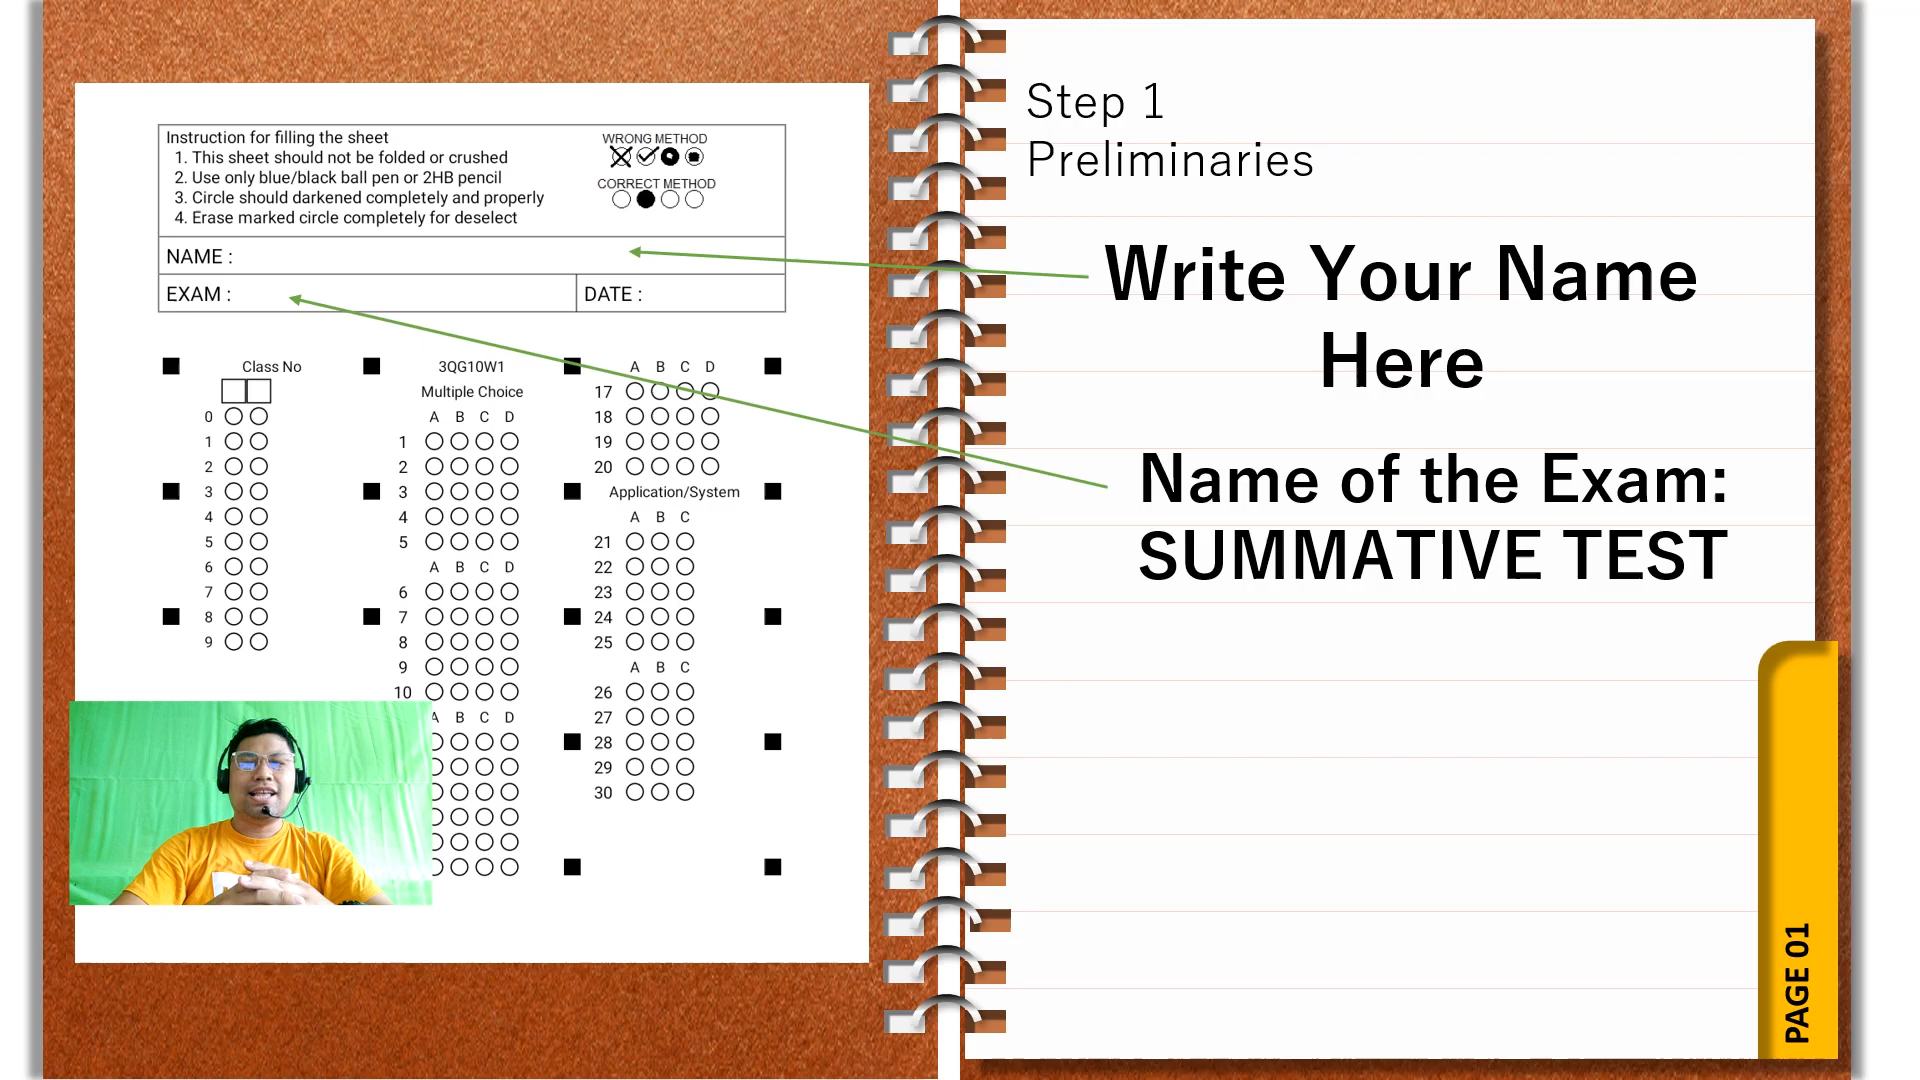 Instruction for filling the sheet
1. This sheet should not be folded or crushed
2. Use only blue/black ball pen or 2HB pencil
3. Circle should darkened completely and properly
4. Erase marked circle completely for deselect
WRONG METHOD
CORRECT METHOD
NAME :
EXAM :
DATE :
Class No
0
1
2
3
4
5
6
7
8
9
3QG10W1
Multiple Choice
A B C D
1
2
3
4
5
A B C D
6
7
8
9
10
A B C D
A B C D
17
18
19
20
Application/System
A B C
21
22
23
24
25
A B C
26
27
28
29
30
Step 1
Preliminaries
Write Your Name
Here
Name of the Exam:
SUMMATIVE TEST
PAGE 01